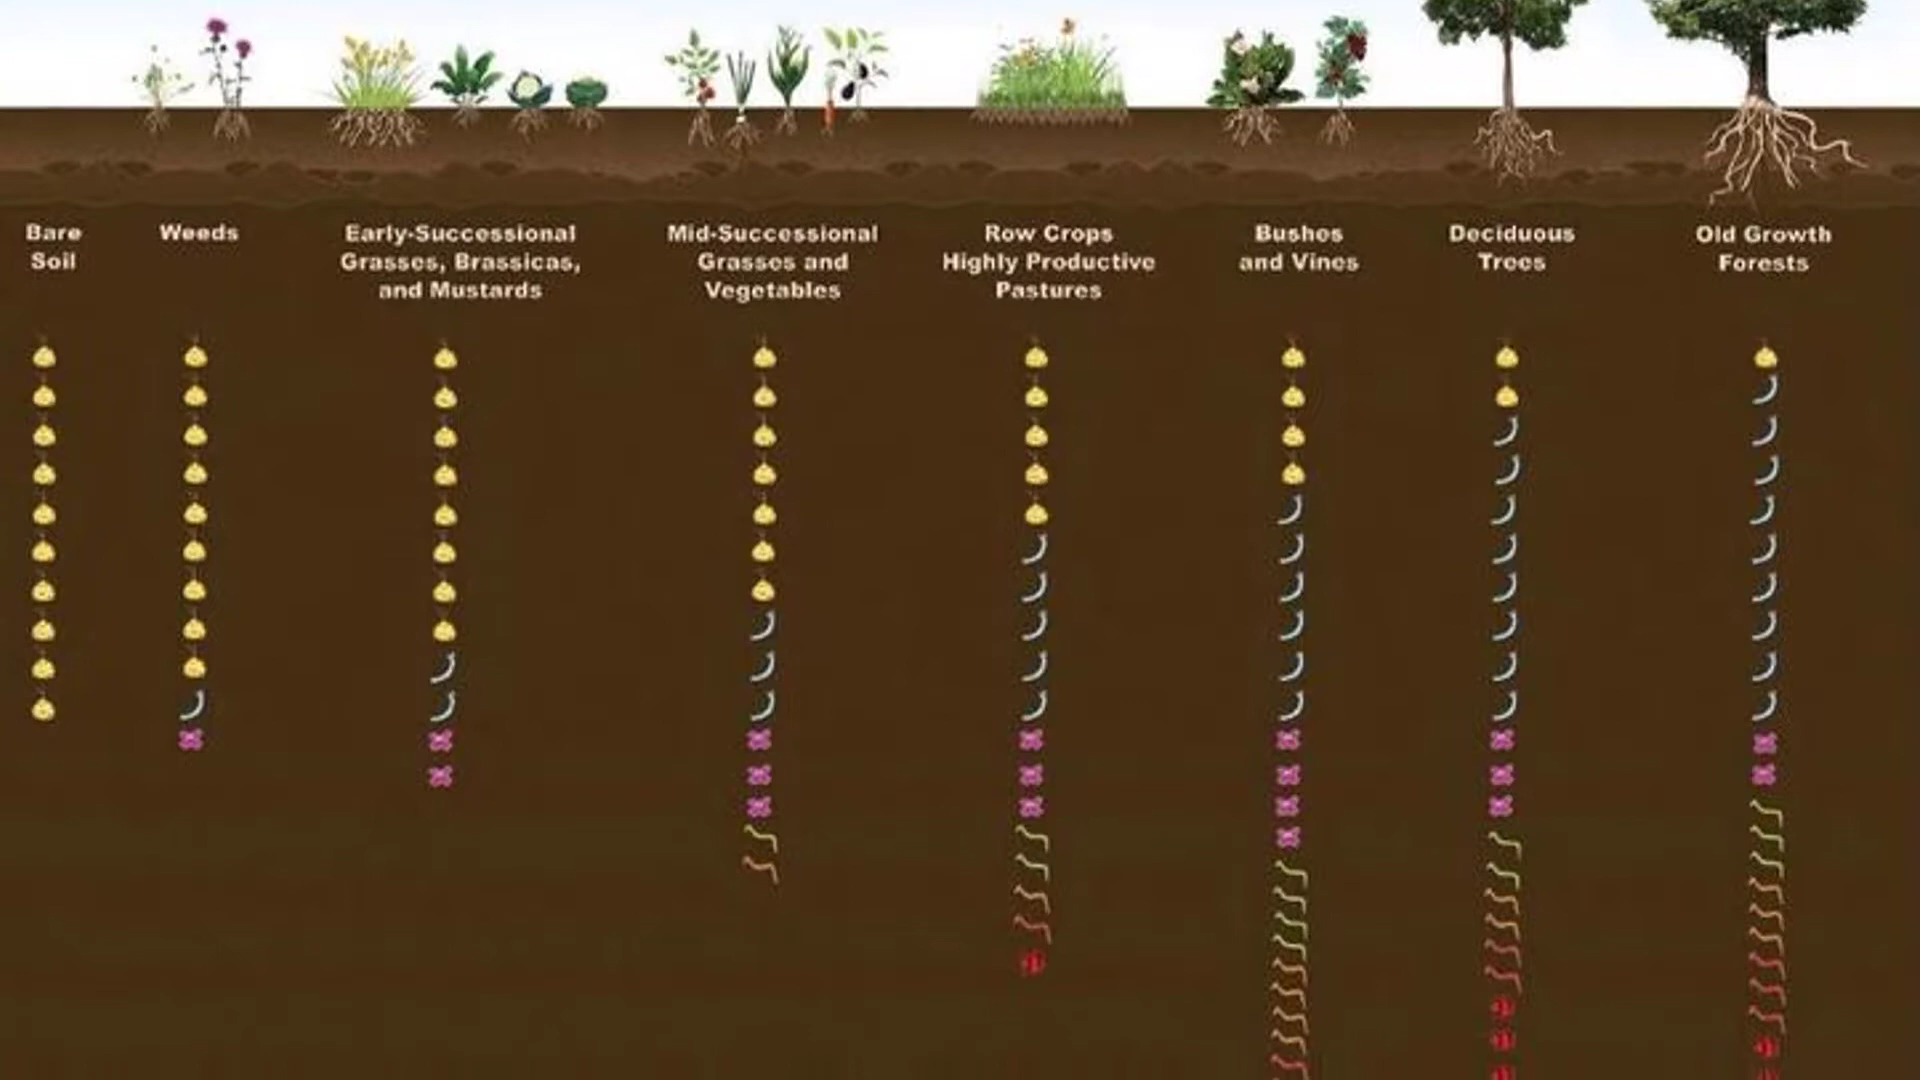 Bare
Soil
Weeds
Early-Successional
Grasses, Brassicas,
and Mustards
Mid-Successional
Grasses and
Vegetables
Row Crops
Highly Productive
Pastures
Bushes
and Vines
Deciduous
Trees
Old Growth
Forests